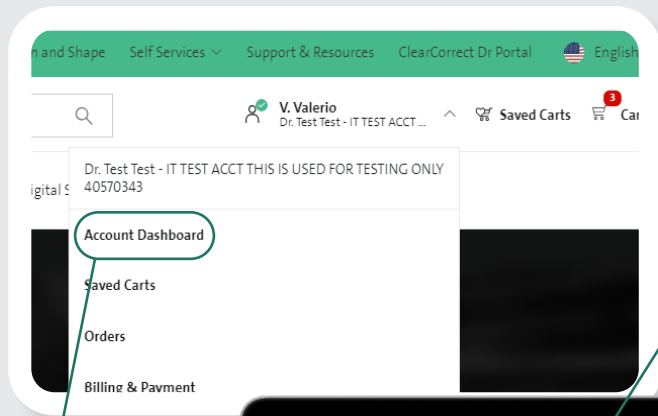 and Shape Self Services Support & Resources ClearCorrect Dr Portal English
V. Valerio
Dr. Test Test - IT TEST ACCT ...
Saved Carts
3
Dr. Test Test - IT TEST ACCT THIS IS USED FOR TESTING ONLY
40570343
Account Dashboard
Saved Carts
Orders
Billing & Payment